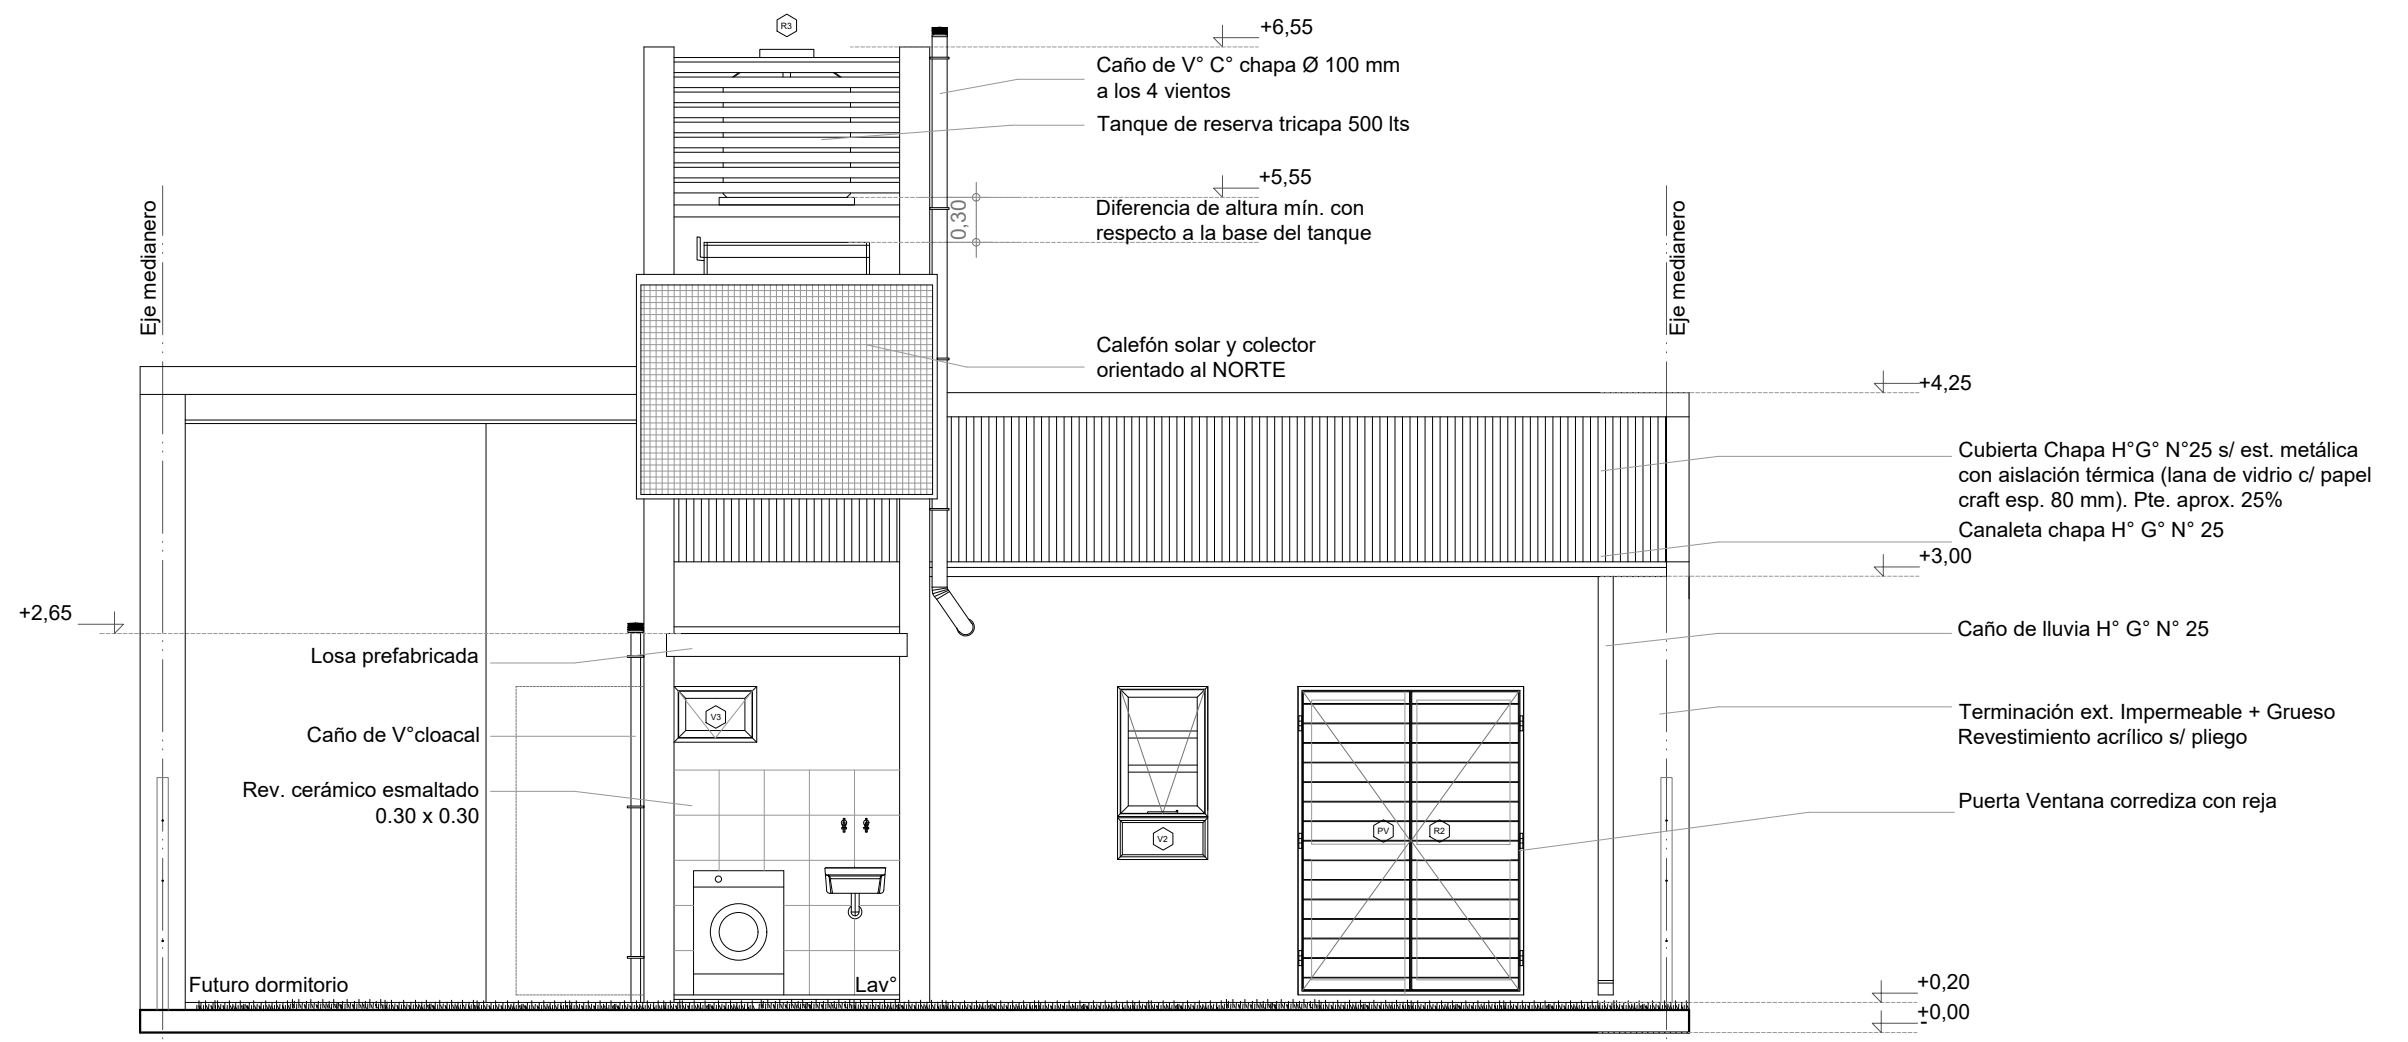 R3
+6,55
Caño de V° C° chapa Ø 100 mm
a los 4 vientos
Tanque de reserva tricapa 500 lts
+5,55
0,30
Diferencia de altura mín. con
respecto a la base del tanque
Eje medianero
Eje medianero
Calefón solar y colector
orientado al NORTE
+4,25
Cubierta Chapa H°G° N°25 s/ est. metálica
con aislación térmica (lana de vidrio c/ papel
craft esp. 80 mm). Pte. aprox. 25%
Canaleta chapa H° G° N° 25
+3,00
+2,65
Caño de lluvia H° G° N° 25
Losa prefabricada
V3
Terminación ext. Impermeable + Grueso
Revestimiento acrílico s/ pliego
Caño de V°cloacal
Rev. cerámico esmaltado
0.30 x 0.30
Puerta Ventana corrediza con reja
V2
PV
R2
Futuro dormitorio
Lav°
+0,20
+0,00